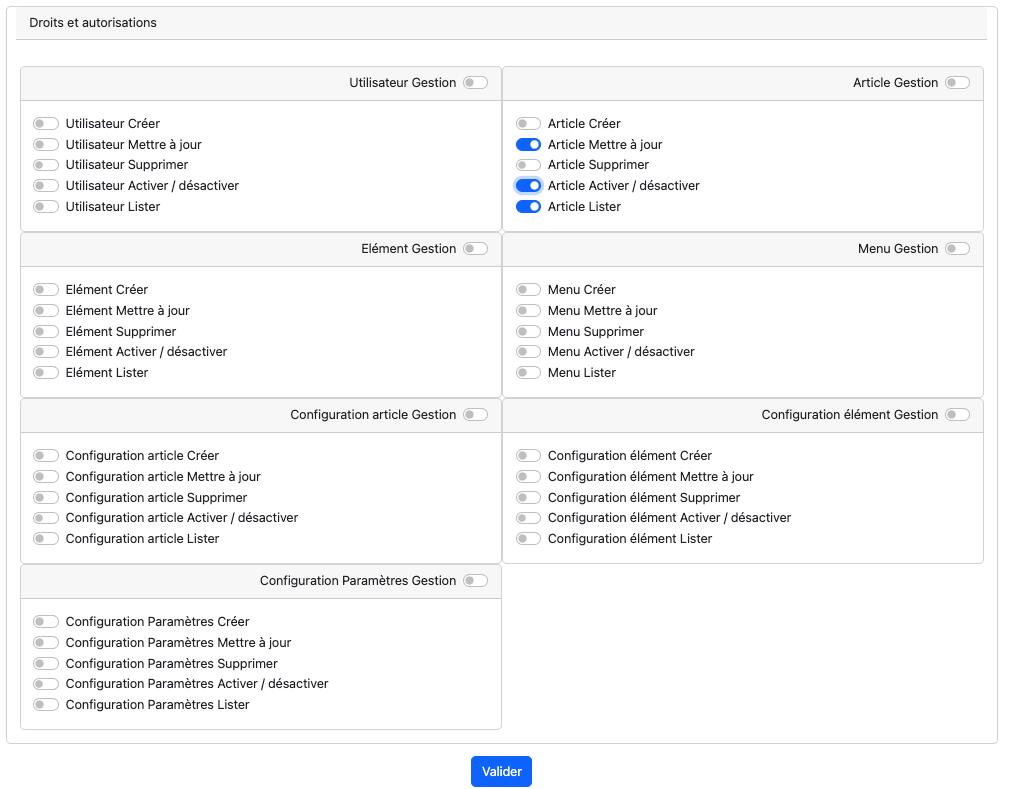 Droits et autorisations
Utilisateur Gestion
Utilisateur Créer
Utilisateur Mettre à jour
Utilisateur Supprimer
Utilisateur Activer / désactiver
Utilisateur Lister
Article Gestion
Article Créer
Article Mettre à jour
Article Supprimer
Article Activer / désactiver
Article Lister
Elément Gestion
Elément Créer
Elément Mettre à jour
Elément Supprimer
Elément Activer / désactiver
Elément Lister
Menu Gestion
Menu Créer
Menu Mettre à jour
Menu Supprimer
Menu Activer / désactiver
Menu Lister
Configuration article Gestion
Configuration article Créer
Configuration article Mettre à jour
Configuration article Supprimer
Configuration article Activer / désactiver
Configuration article Lister
Configuration élément Gestion
Configuration élément Créer
Configuration élément Mettre à jour
Configuration élément Supprimer
Configuration élément Activer / désactiver
Configuration élément Lister
Configuration Paramètres Gestion
Configuration Paramètres Créer
Configuration Paramètres Mettre à jour
Configuration Paramètres Supprimer
Configuration Paramètres Activer / désactiver
Configuration Paramètres Lister
Valider